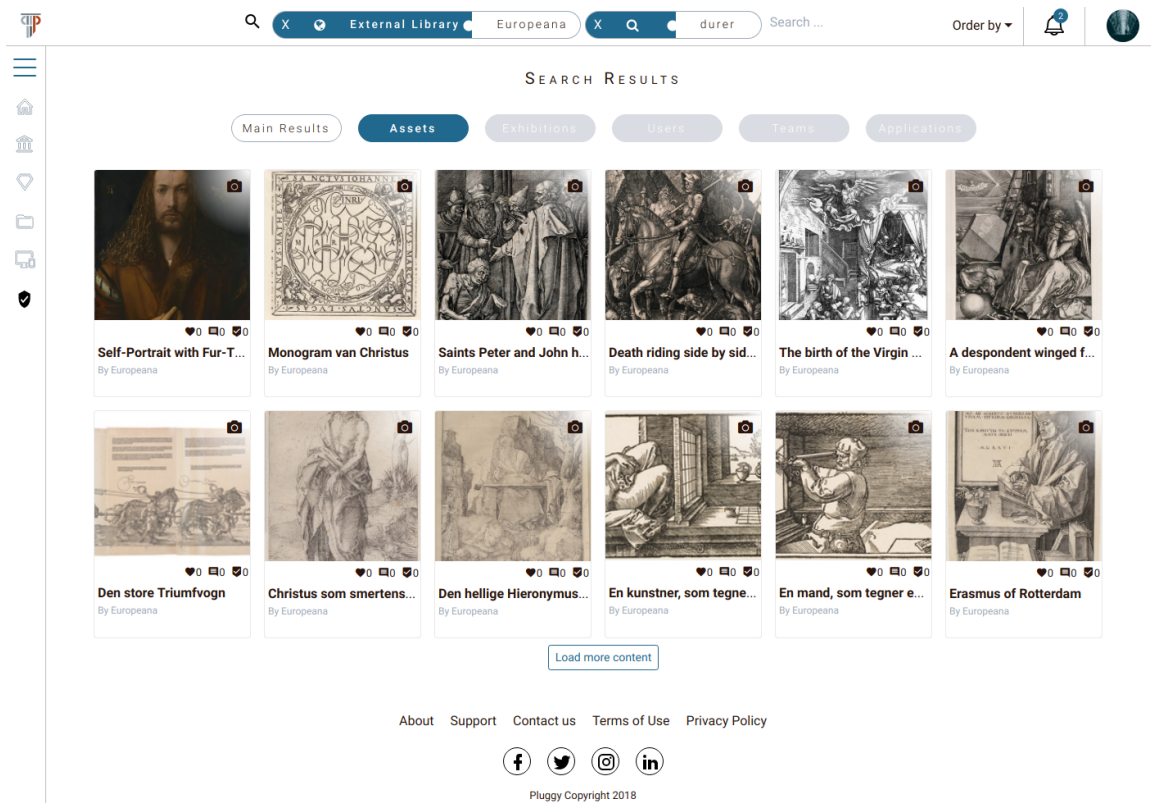 X External Library Europeana X durer Search ... Order by 2
SEARCH RESULTS
Main Results Assets Exhibitions Users Teams Applications
0 0 0 0 0 0 0 0 0 0 0 0 0 0 0 0 0 0
Self-Portrait with Fur-T... Monogram van Christus Saints Peter and John h... Death riding side by sid... The birth of the Virgin ... A despondent winged f...
By Europeana By Europeana By Europeana By Europeana By Europeana By Europeana
0 0 0 0 0 0 0 0 0 0 0 0 0 0 0 0 0 0
Den store Triumfvogn Christus som smertens... Den hellige Hieronymus... En kunstner, som tegne... En mand, som tegner e... Erasmus of Rotterdam
By Europeana By Europeana By Europeana By Europeana By Europeana By Europeana
Load more content
About Support Contact us Terms of Use Privacy Policy
Pluggy Copyright 2018